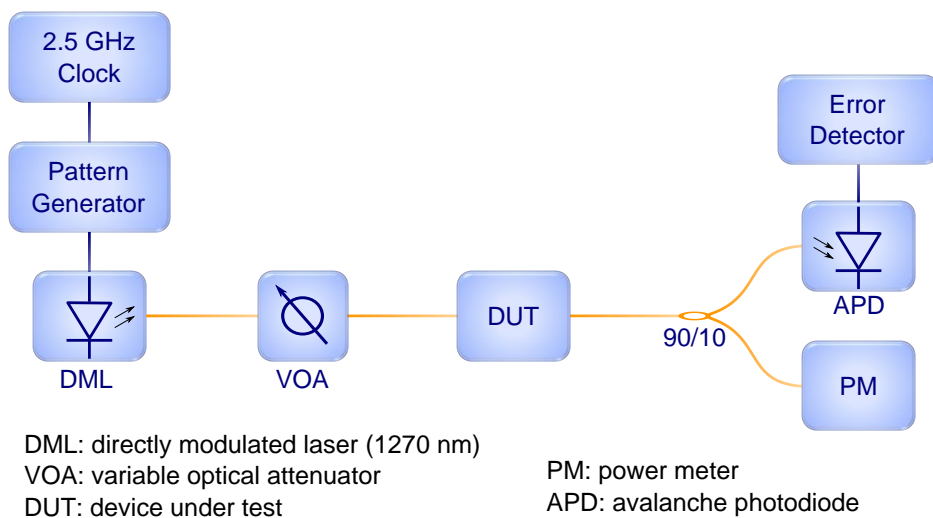 2.5 GHz
Clock
Pattern
Generator
DML
VOA
DUT
90/10
Error
Detector
APD
PM
DML: directly modulated laser (1270 nm)
VOA: variable optical attenuator
DUT: device under test
PM: power meter
APD: avalanche photodiode